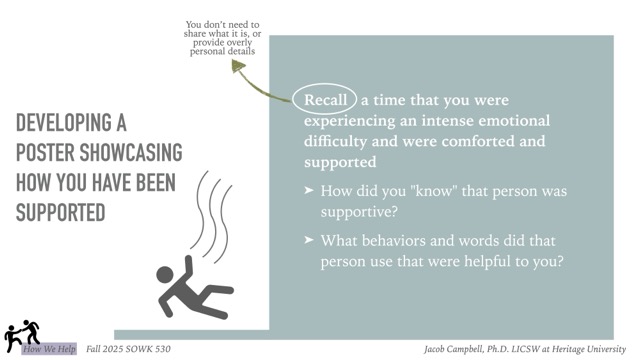 You don't need to
share what it is, or
provide overly
personal details
DEVELOPING A
POSTER SHOWCASING
HOW YOU HAVE BEEN
SUPPORTED
Recall a time that you were
experiencing an intense emotional
difficulty and were comforted and
supported
➤ How did you "know" that person was
supportive?
➤ What behaviors and words did that
person use that were helpful to you?
How We Help
Fall 2025 SOWK 530
Jacob Campbell, Ph.D. LICSW at Heritage University